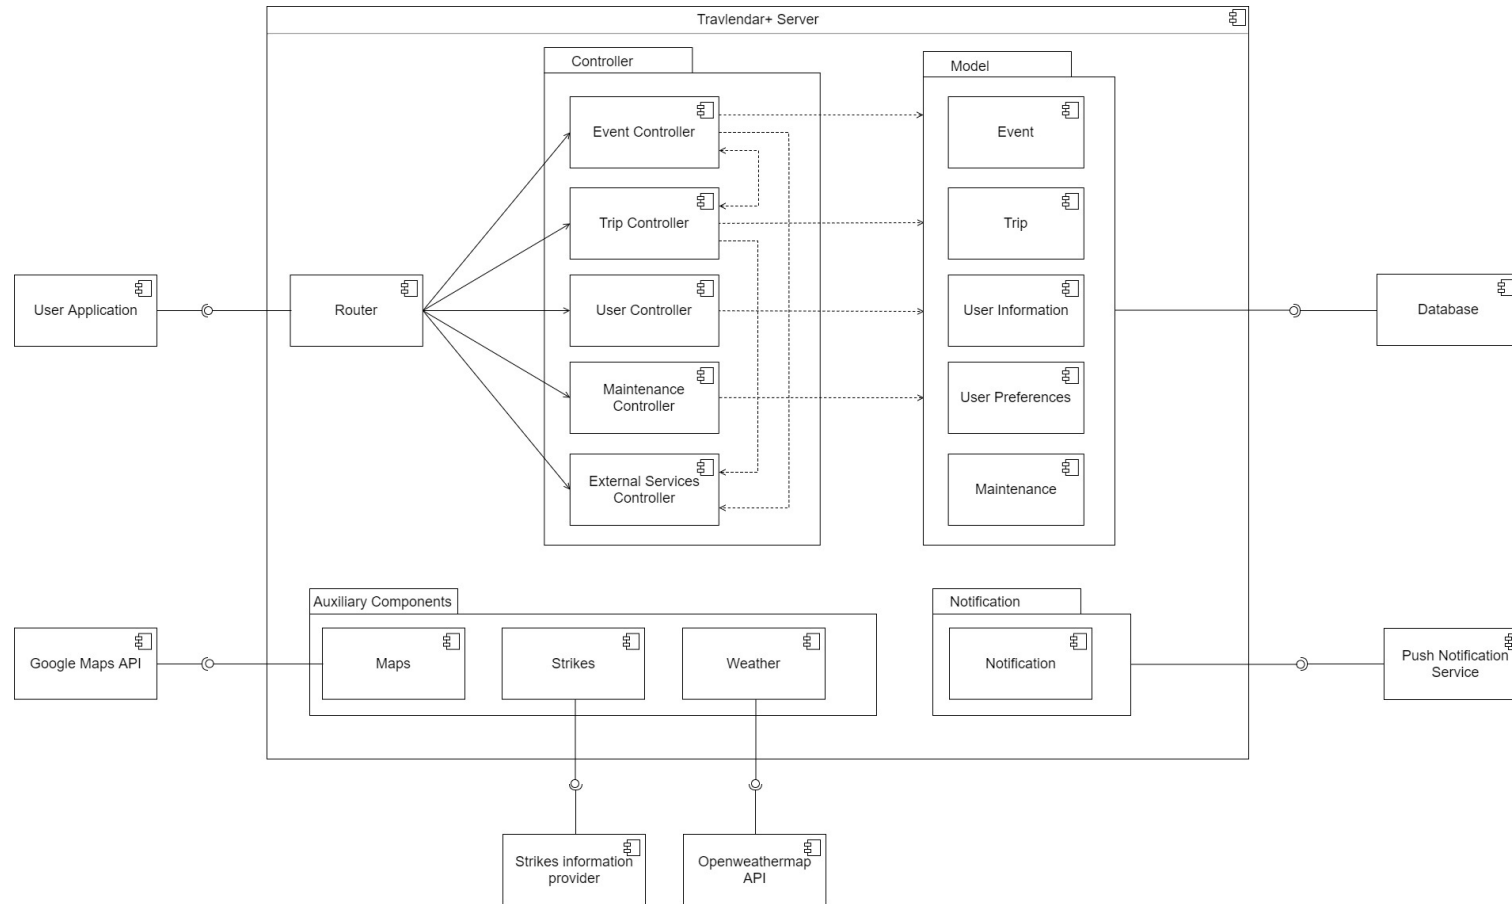 Travlendar+ Server
Controller
Model
Event Controller
Event
Trip Controller
Trip
User Application
Router
User Controller
User Information
Database
Maintenance
Controller
User Preferences
External Services
Controller
Maintenance
Auxiliary Components
Notification
Google Maps API
Maps
Strikes
Weather
Notification
Push Notification
Service
Strikes information
provider
Openweathermap
API